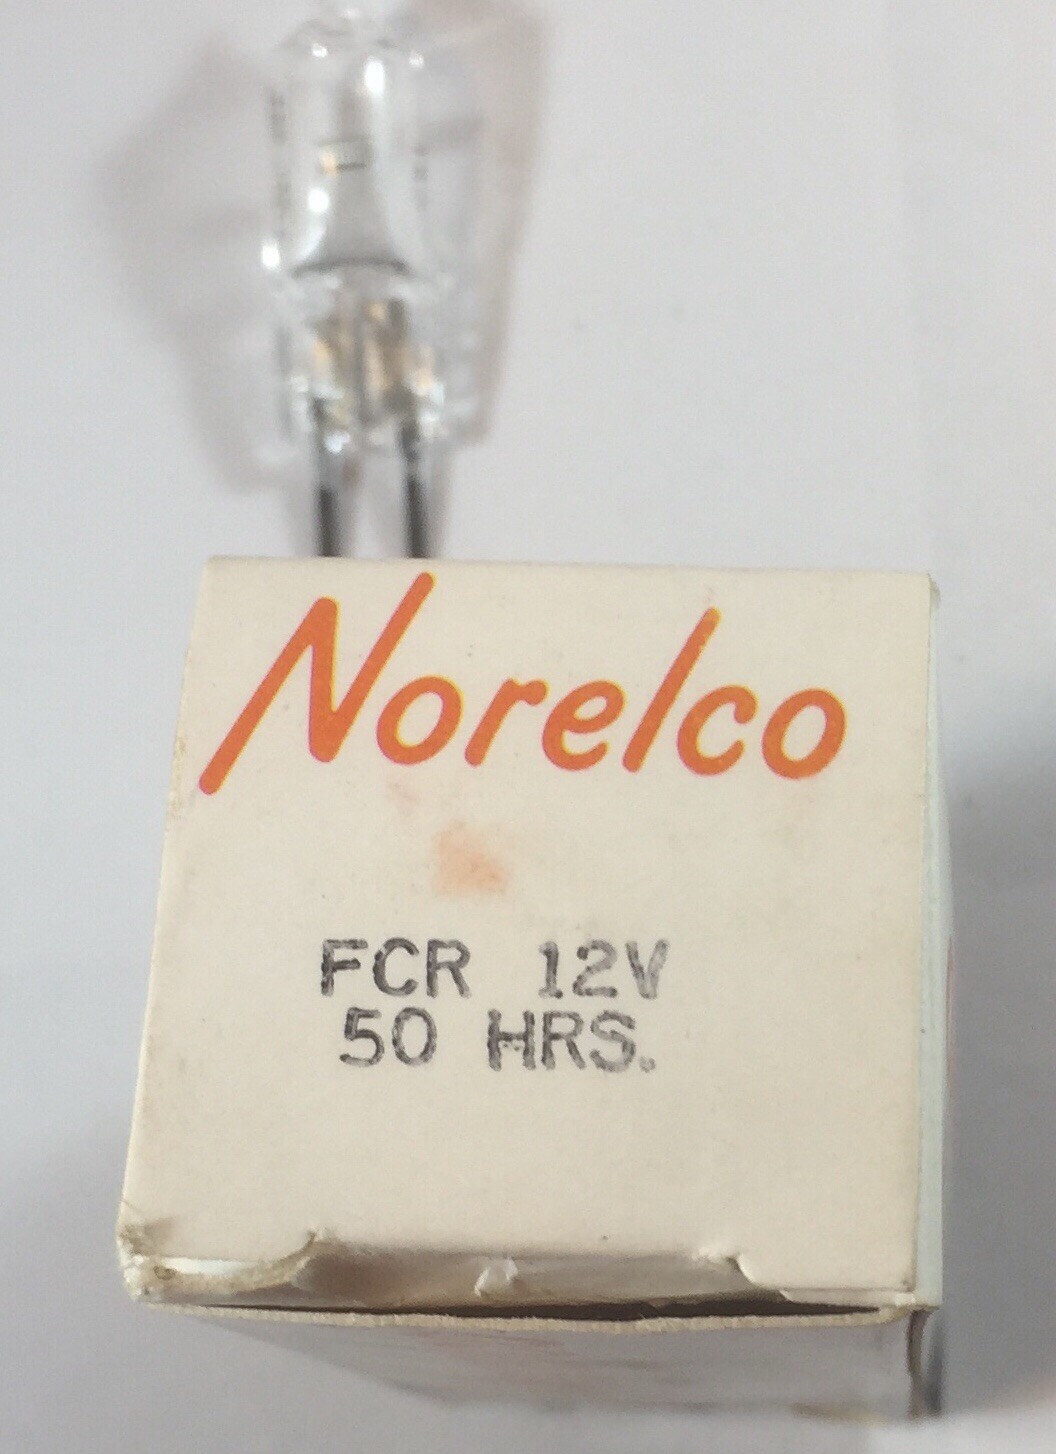 Norelco
FCR 12V
50 HRS.